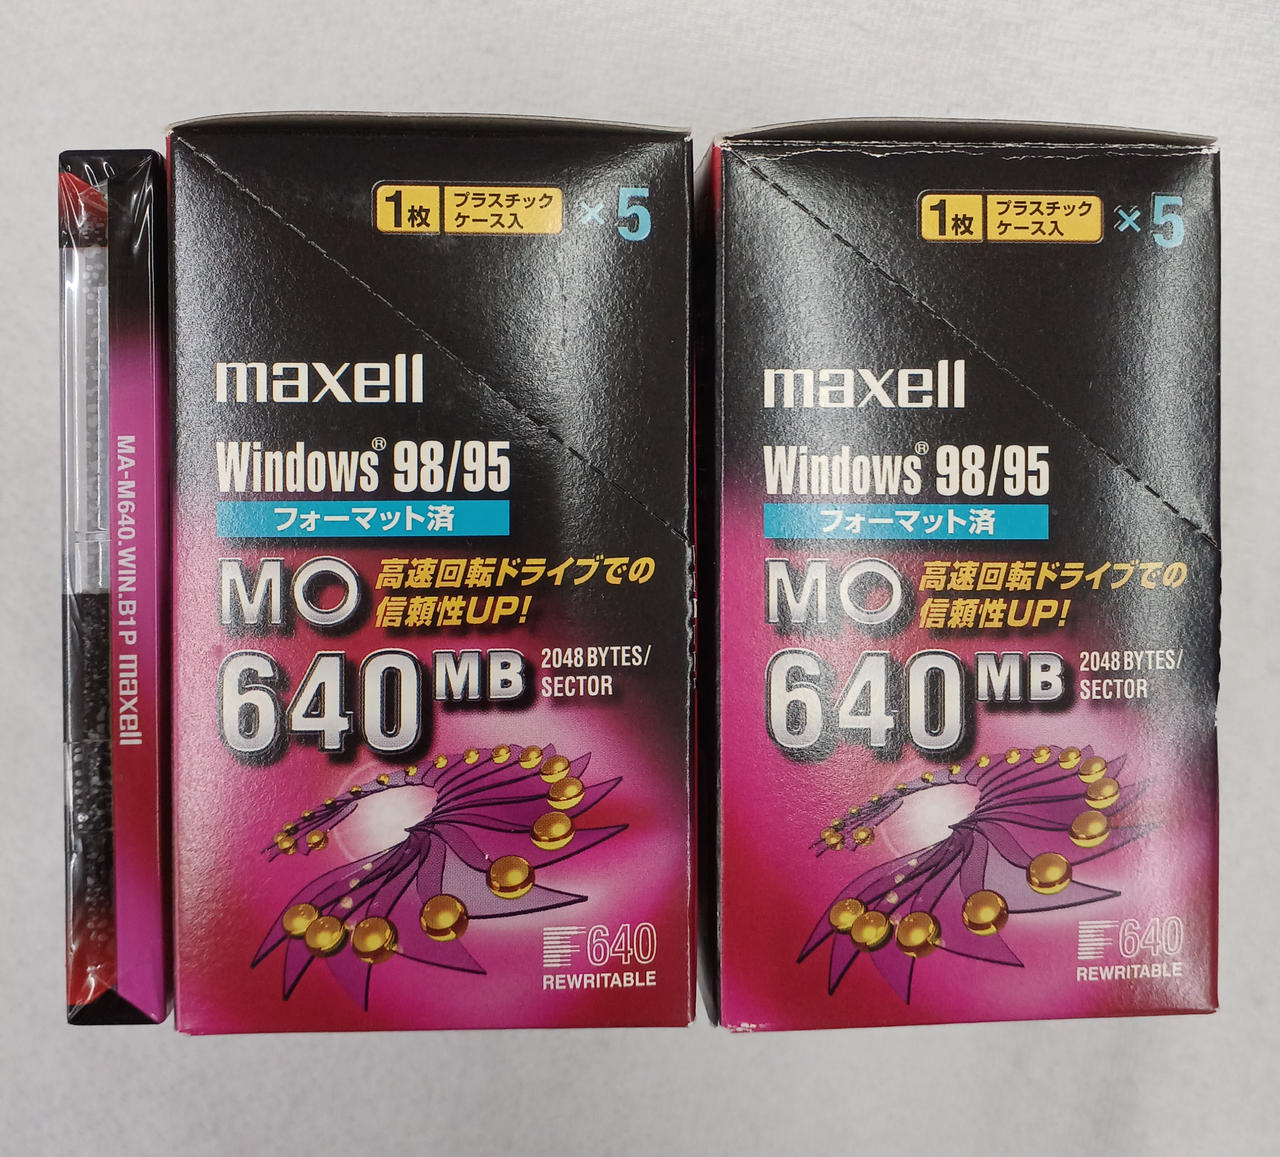 MA-M640.WIN.B1P maxell
1枚 プラスチック
ケース入 ×5
maxell
Windows® 98/95
フォーマット済
MO 高速回転ドライブでの
信頼性UP!
640MB 2048 BYTES/
SECTOR
F640
REWRITABLE
1枚 プラスチック
ケース入 ×5
maxell
Windows® 98/95
フォーマット済
MO 高速回転ドライブでの
信頼性UP!
640MB 2048 BYTES/
SECTOR
F640
REWRITABLE